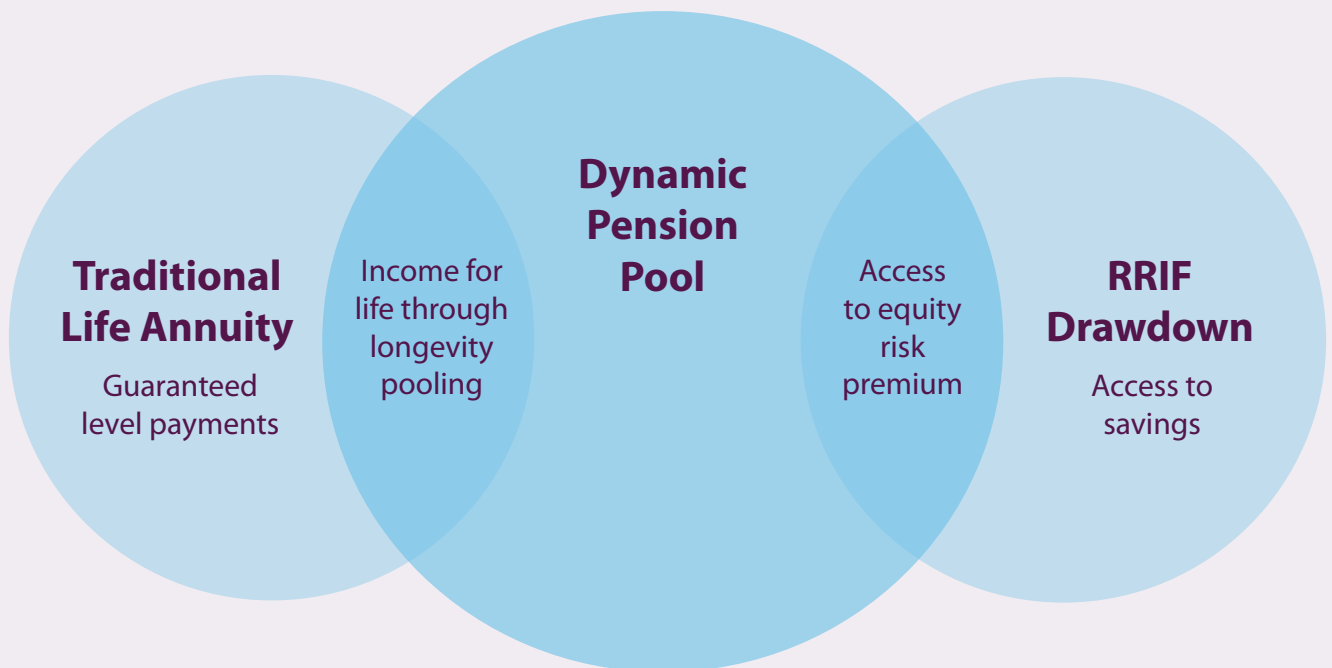 Traditional
Life Annuity
Guaranteed
level payments
Income for
life through
longevity
pooling
Dynamic
Pension
Pool
Access
to equity
risk
premium
RRIF
Drawdown
Access to
savings